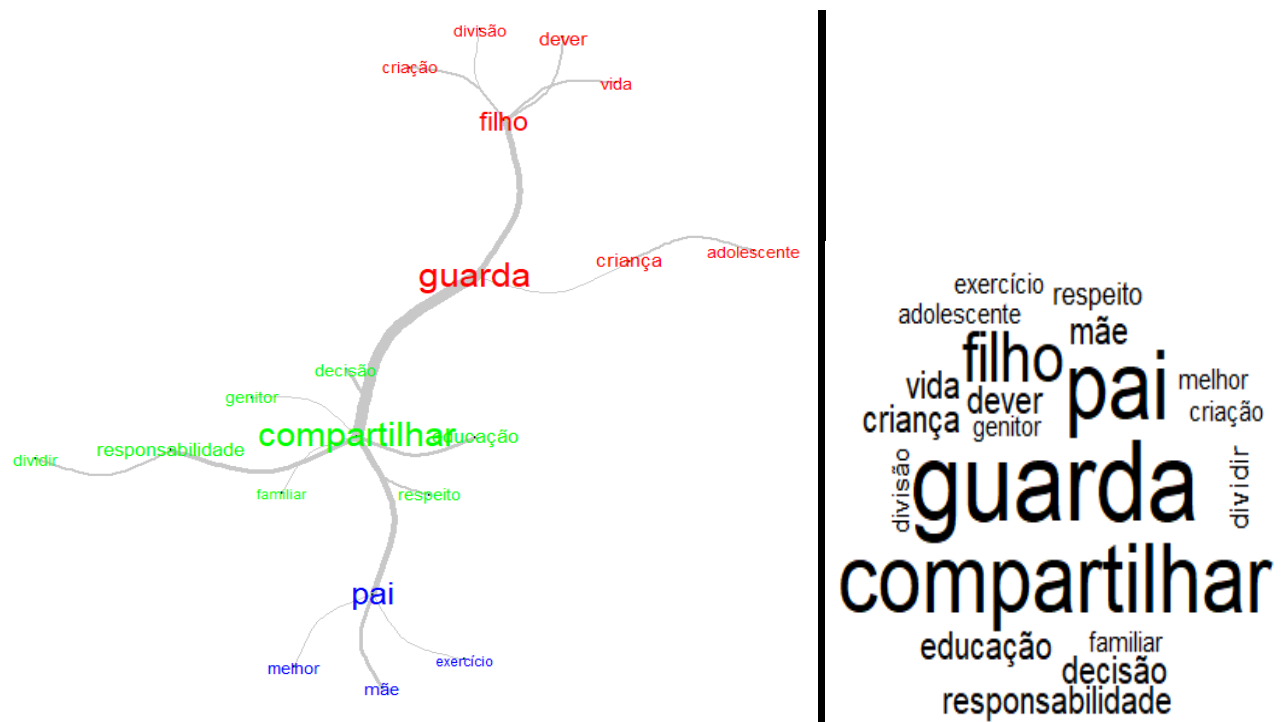 divisão
dever
criação
vida
filho
guarda
criança
adolescente
decisão
genitor
compartilhar
educação
responsabilidade
dividir
familiar
respeito
pai
melhor
exercício
mãe
exercício
respeito
adolescente
mãe
filho
pai
melhor
vida
dever
criação
criança
genitor
divisão
guarda
dividir
compartilhar
educação
familiar
decisão
responsabilidade